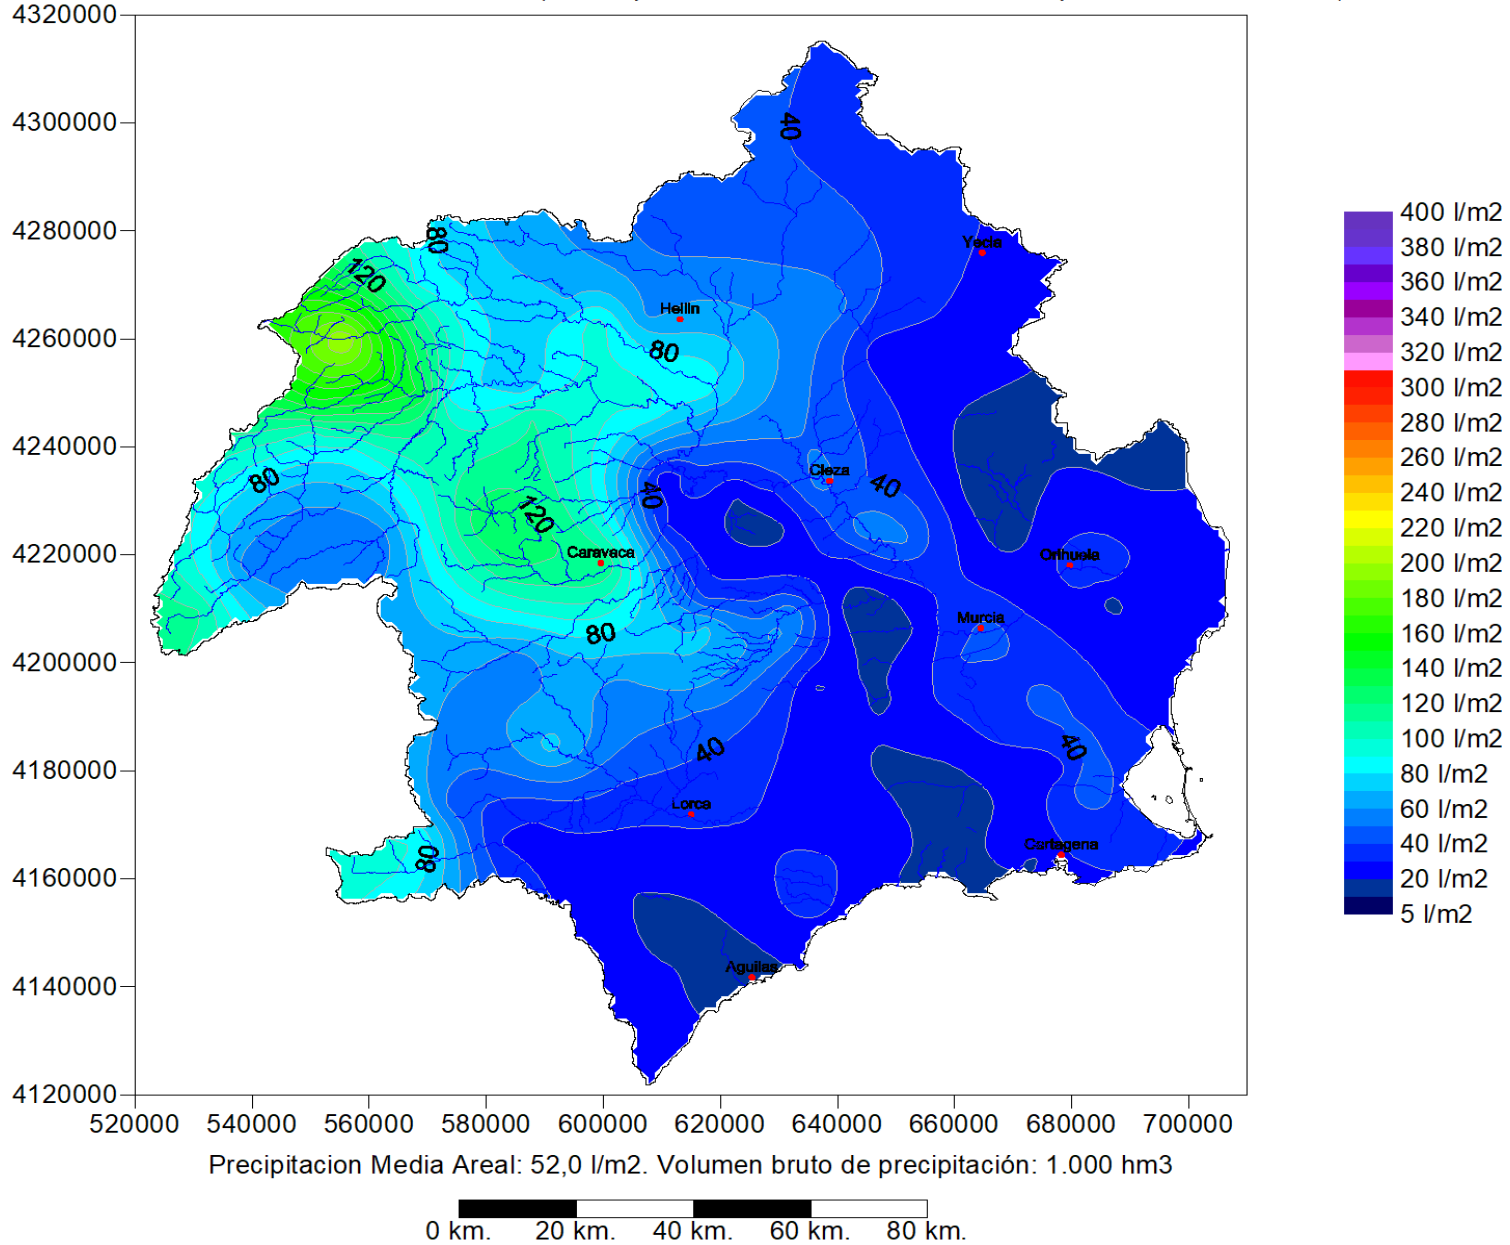 4320000
4300000
4280000
4260000
4240000
4220000
4200000
4180000
4160000
4140000
4120000
520000 540000 560000 580000 600000 620000 640000 660000 680000 700000
40
80
120
Yecla
Hellin
80
80
Cieza
40
40
120
Caravaca
Orihuela
Murcia
80
40
40
Lorca
Cartagena
80
Aguilas
400 l/m2
380 l/m2
360 l/m2
340 l/m2
320 l/m2
300 l/m2
280 l/m2
260 l/m2
240 l/m2
220 l/m2
200 l/m2
180 l/m2
160 l/m2
140 l/m2
120 l/m2
100 l/m2
80 l/m2
60 l/m2
40 l/m2
20 l/m2
5 l/m2
Precipitacion Media Areal: 52,0 l/m2. Volumen bruto de precipitación: 1.000 hm3
0 km. 20 km. 40 km. 60 km. 80 km.